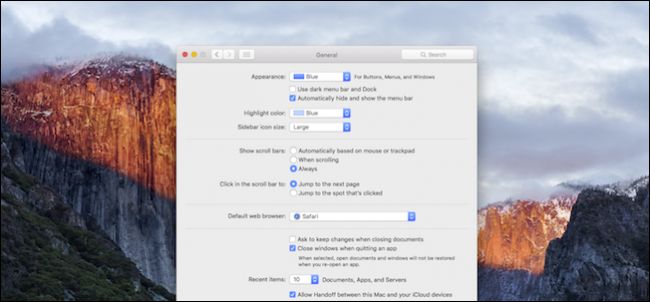 General
Search
Appearance: Blue For Buttons, Menus, and Windows
Use dark menu bar and Dock
Automatically hide and show the menu bar
Highlight color: Blue
Sidebar icon size: Large
Show scroll bars: Automatically based on mouse or trackpad
When scrolling
Always
Click in the scroll bar to: Jump to the next page
Jump to the spot that's clicked
Default web browser: Safari
Ask to keep changes when closing documents
Close windows when quitting an app
When selected, open documents and windows will not be restored
when you re-open an app.
Recent items: 10 Documents, Apps, and Servers
Allow Handoff between this Mac and your iCloud devices